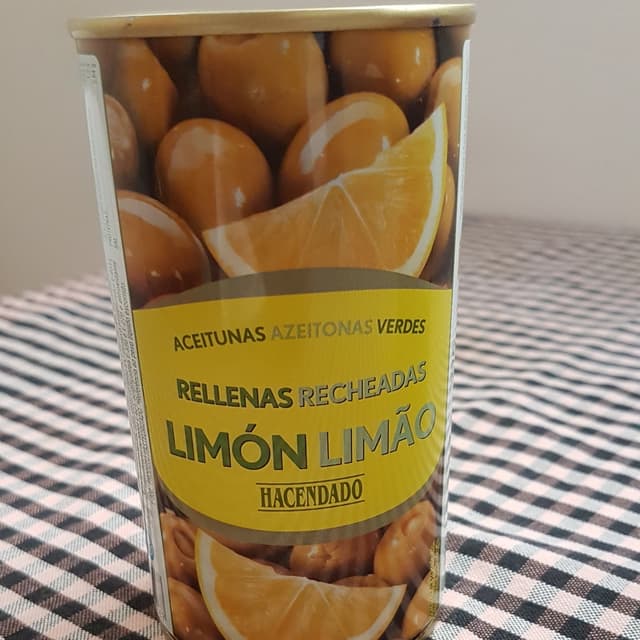 ACEITUNAS AZEITONAS VERDES
RELLENAS RECHEADAS
LIMÓN LIMÃO
HACENDADO